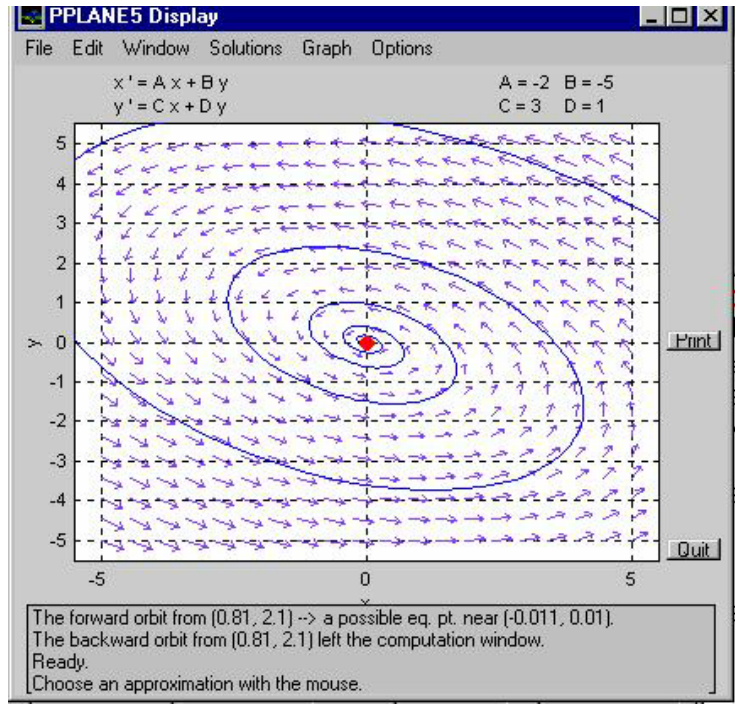 PPLANE5 Display
File Edit Window Solutions Graph Options
x ' = A x + B y
y ' = C x + D y
A = -2 B = -5
C = 3 D = 1
5
4
3
2
1
0
-1
-2
-3
-4
-5
y
-5 0 5
x
Print
Quit
The forward orbit from (0.81, 2.1) --> a possible eq. pt. near (-0.011, 0.01).
The backward orbit from (0.81, 2.1) left the computation window.
Ready.
Choose an approximation with the mouse.